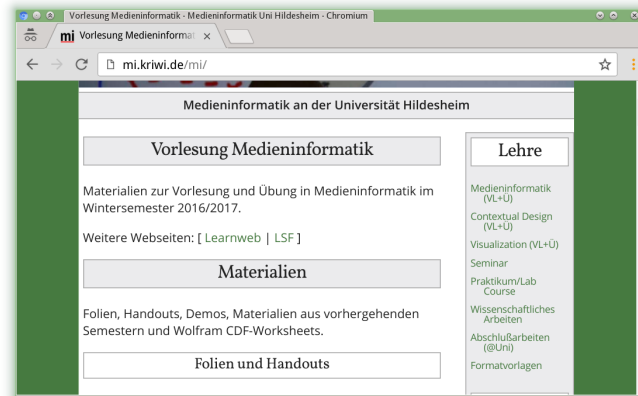 Vorlesung Medieninformatik - Medieninformatik Uni Hildesheim - Chromium
mi Vorlesung Medieninformat
mi.kriwi.de/mi/
Medieninformatik an der Universität Hildesheim
Vorlesung Medieninformatik
Materialien zur Vorlesung und Übung in Medieninformatik im
Wintersemester 2016/2017.
Weitere Webseiten: [ Learnweb | LSF ]
Materialien
Folien, Handouts, Demos, Materialien aus vorhergehenden
Semestern und Wolfram CDF-Worksheets.
Folien und Handouts
Lehre
Medieninformatik
(VL+Ü)
Contextual Design
(VL+Ü)
Visualization (VL+Ü)
Seminar
Praktikum/Lab
Course
Wissenschaftliches
Arbeiten
Abschlußarbeiten
(@Uni)
Formatvorlagen